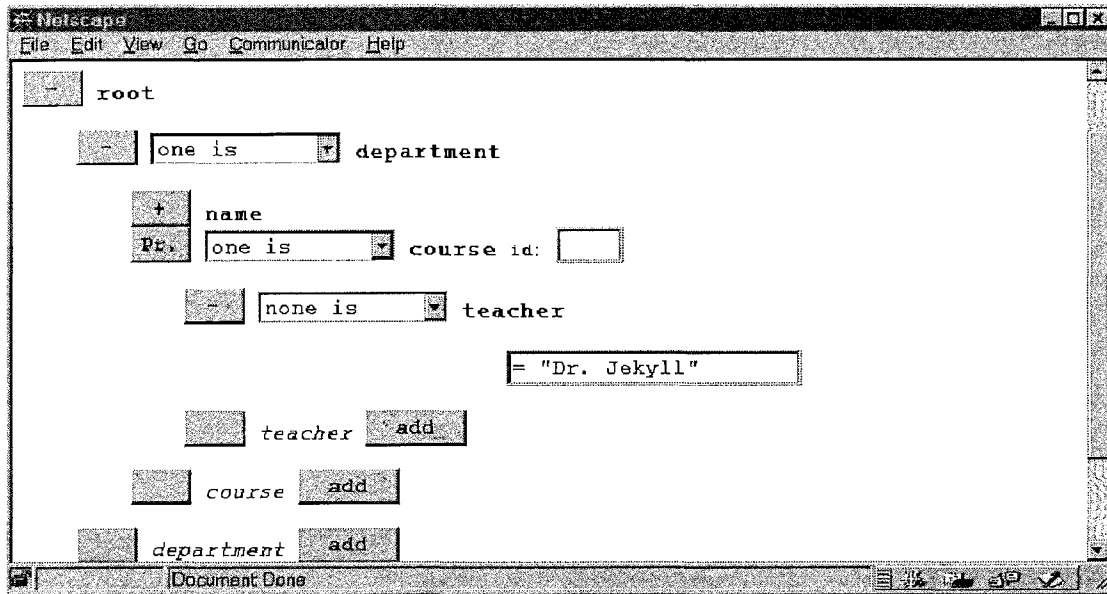 Netscape
File Edit View Go Communicator Help
- root
- one is department
+ name
Pr. one is course id:
- none is teacher
= "Dr. Jekyll"
teacher add
course add
department add
Document Done